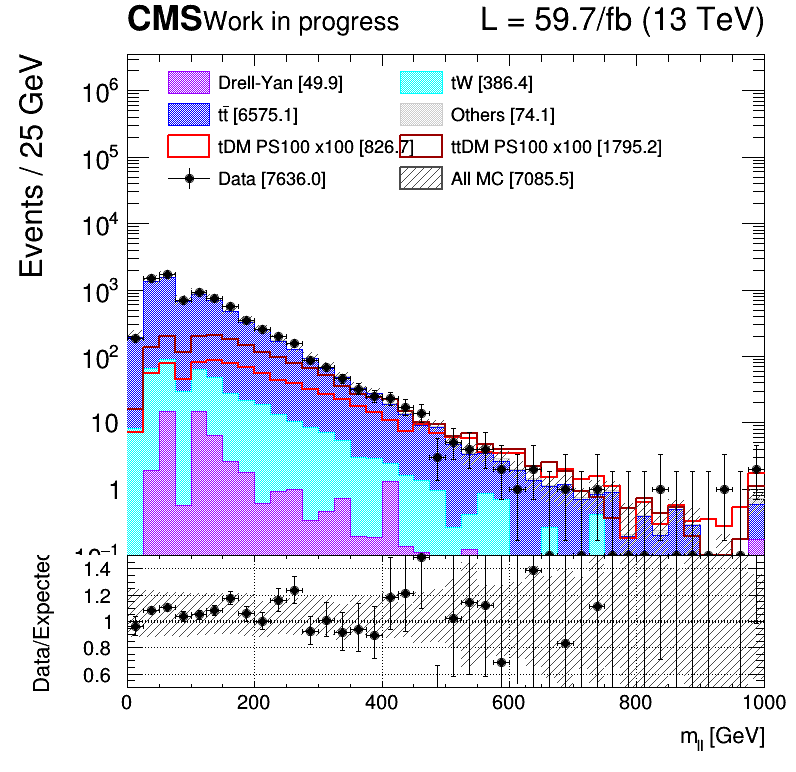 CMS Work in progress L = 59.7/fb (13 TeV)
Events / 25 GeV
Drell-Yan [49.9] tW [386.4]
tt̄ [6575.1] Others [74.1]
tDM PS100 x100 [826.7] ttDM PS100 x100 [1795.2]
Data [7636.0] All MC [7085.5]
10⁶
10⁵
10⁴
10³
10²
10
1
10⁻¹
Data/Expected
1.4
1.2
1
0.8
0.6
0 200 400 600 800 1000
m_ll [GeV]